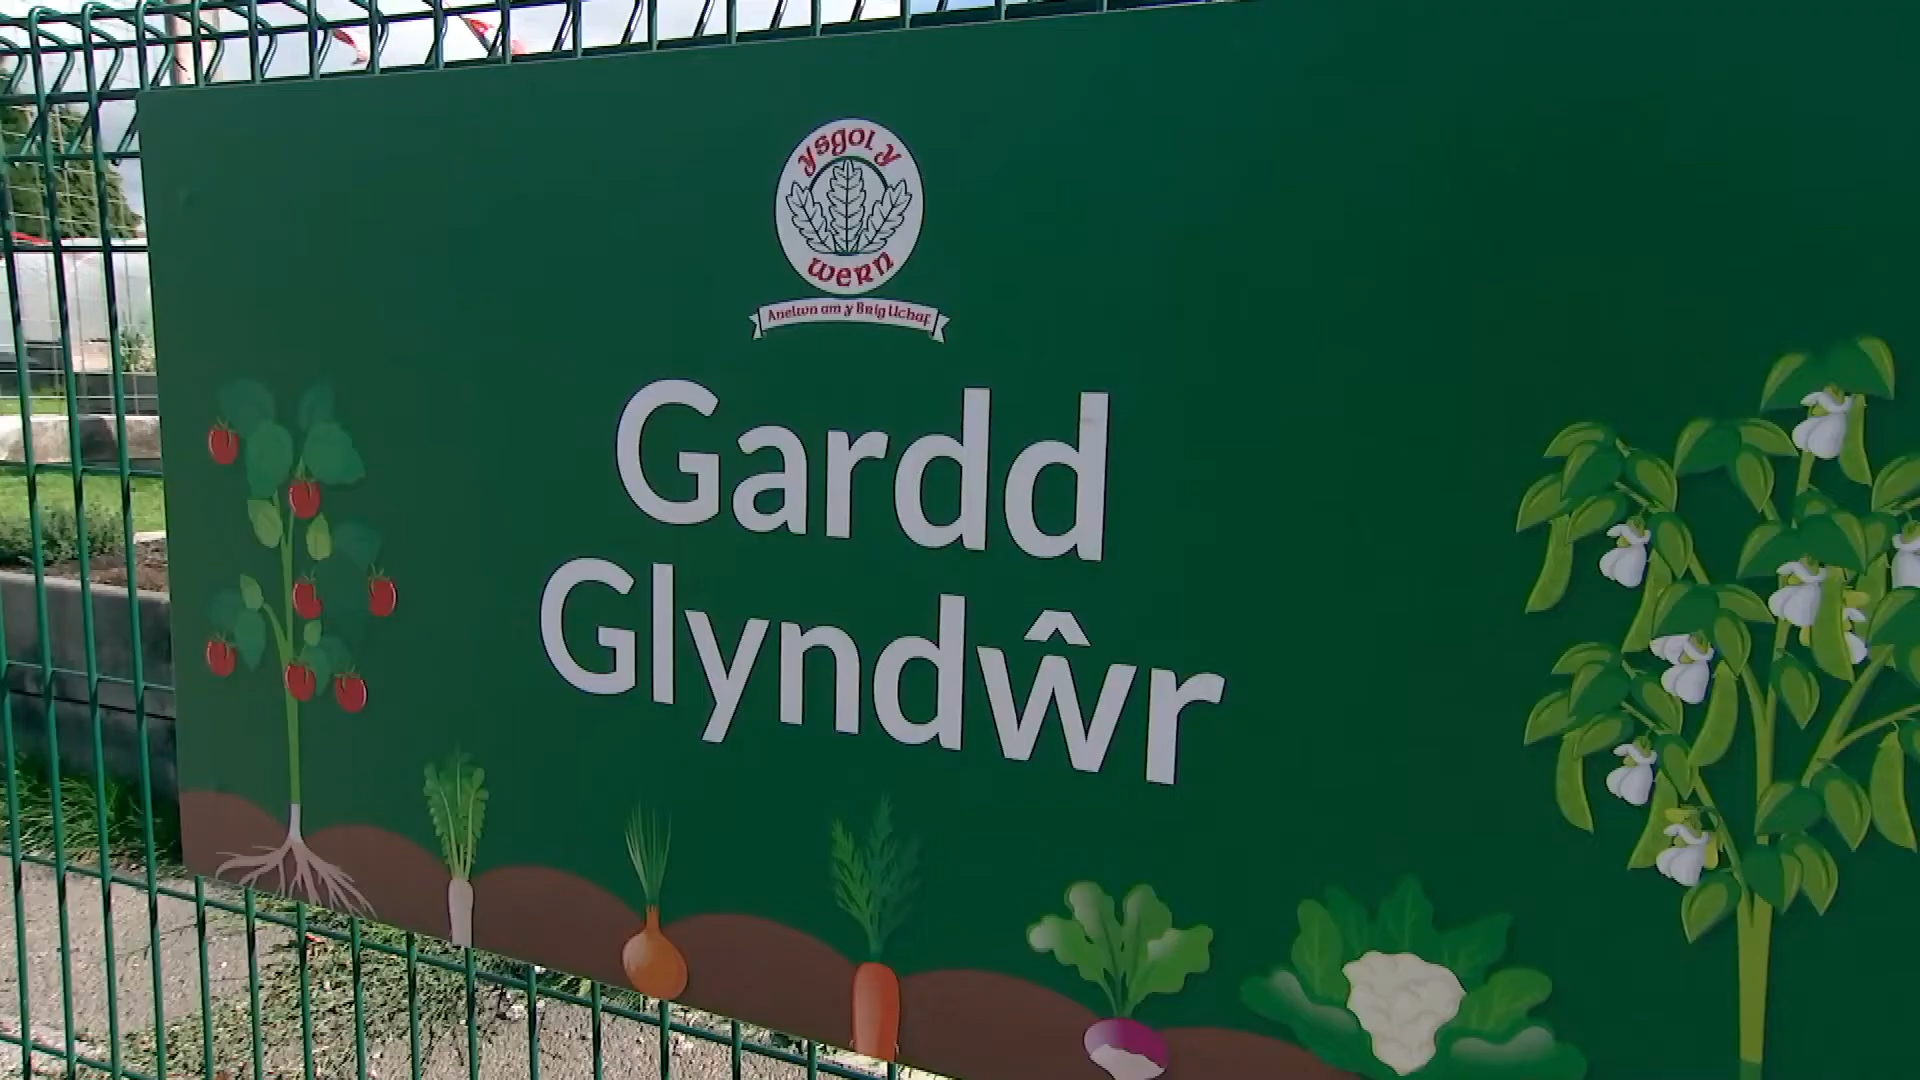 ysgol y
wern
Anelwn am y Brig Uchaf
Gardd
Glyndŵr